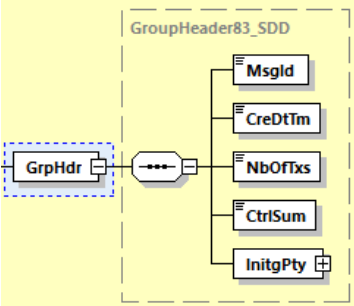 GroupHeader83_SDD
MsgId
CreDtTm
GrpHdr
NbOfTxs
CtrlSum
InitgPty